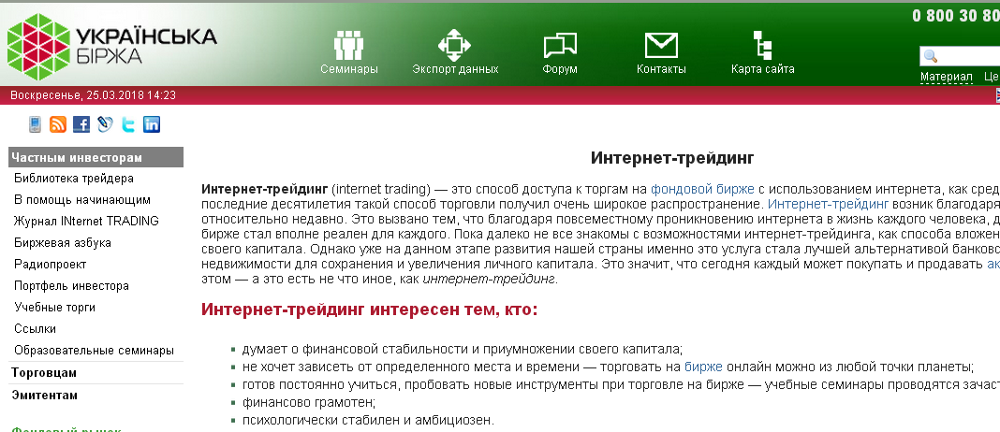 УКРАЇНСЬКА
БІРЖА
0 800 30 80
Семинары
Экспорт данных
Форум
Контакты
Карта сайта
Материал Це
Воскресенье, 25.03.2018 14:23
Частным инвесторам
Библиотека трейдера
В помощь начинающим
Журнал INternet TRADING
Биржевая азбука
Радиопроект
Портфель инвестора
Учебные торги
Ссылки
Образовательные семинары
Торговцам
Эмитентам
Фондовый рынок
Интернет-трейдинг
Интернет-трейдинг (internet trading) — это способ доступа к торгам на фондовой бирже с использованием интернета, как сред
последние десятилетия такой способ торговли получил очень широкое распространение. Интернет-трейдинг возник благодаря
относительно недавно. Это вызвано тем, что благодаря повсеместному проникновению интернета в жизнь каждого человека, д
бирже стал вполне реален для каждого. Пока далеко не все знакомы с возможностями интернет-трейдинга, как способа вложен
своего капитала. Однако уже на данном этапе развития нашей страны именно это услуга стала лучшей альтернативой банковс
недвижимости для сохранения и увеличения личного капитала. Это значит, что сегодня каждый может покупать и продавать ак
этом — а это есть не что иное, как интернет-трейдинг.
Интернет-трейдинг интересен тем, кто:
думает о финансовой стабильности и приумножении своего капитала;
не хочет зависеть от определенного места и времени — торговать на бирже онлайн можно из любой точки планеты;
готов постоянно учиться, пробовать новые инструменты при торговле на бирже — учебные семинары проводятся зачаст
финансово грамотен;
психологически стабилен и амбициозен.